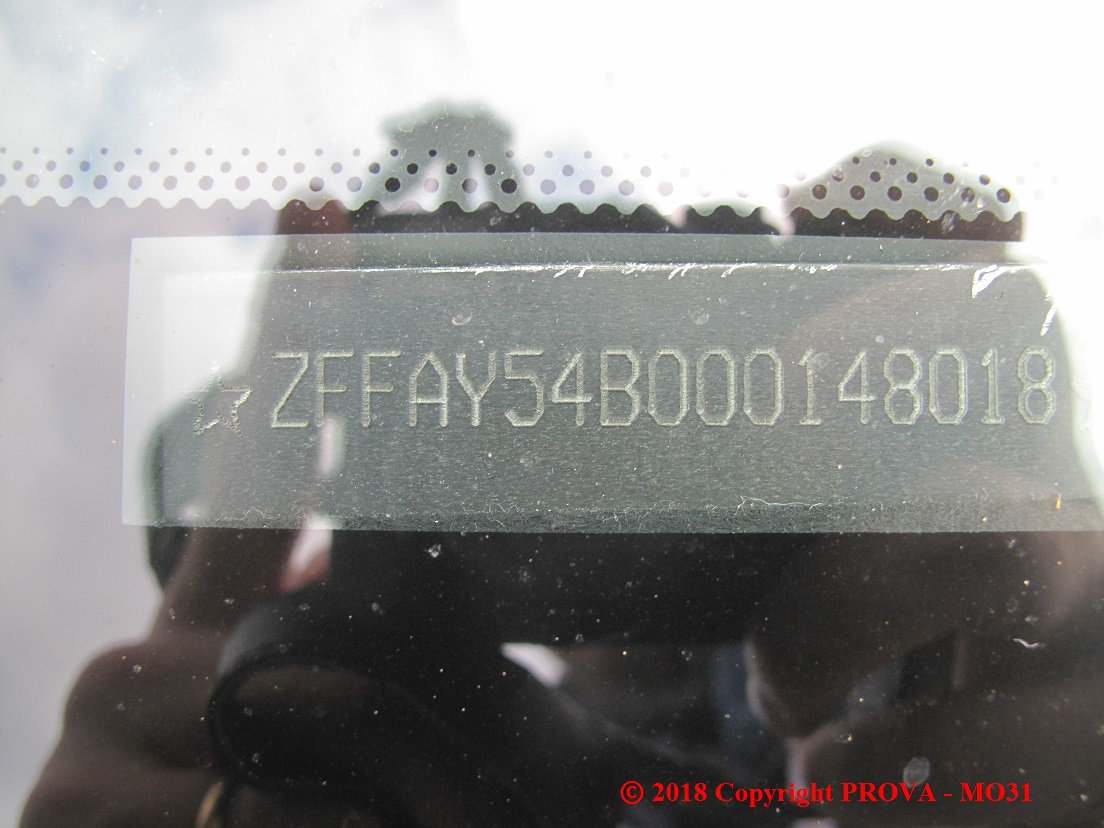 ☆ZFFAY54B000148018
© 2018 Copyright PROVA - MO31